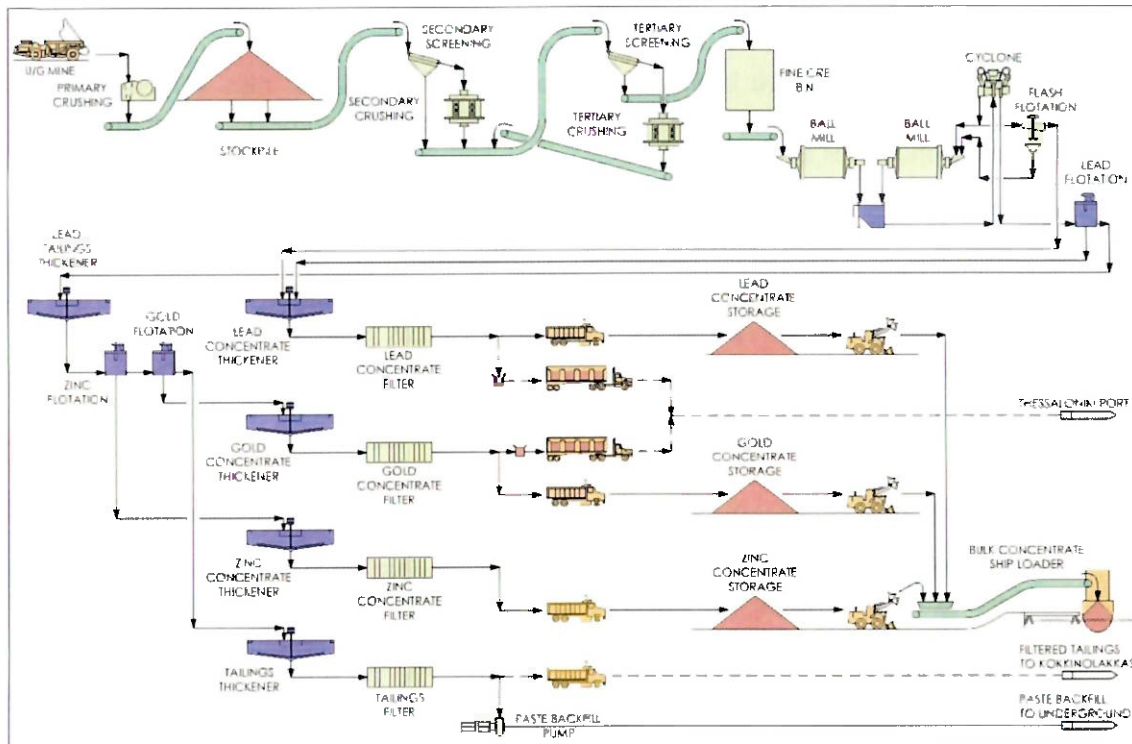 U/G MINE
PRIMARY
CRUSHING
STOCKPILE
SECONDARY
SCREENING
SECONDARY
CRUSHING
TERTIARY
SCREENING
TERTIARY
CRUSHING
FINE ORE
BIN
BALL
MILL
BALL
MILL
CYCLONE
FLASH
FLOTATION
LEAD
FLOTATION
LEAD
TAILINGS
THICKENER
GOLD
FLOTATION
ZINC
FLOTATION
LEAD
CONCENTRATE
THICKENER
LEAD
CONCENTRATE
FILTER
LEAD
CONCENTRATE
STORAGE
THESSALONIKI PORT
GOLD
CONCENTRATE
THICKENER
GOLD
CONCENTRATE
FILTER
GOLD
CONCENTRATE
STORAGE
ZINC
CONCENTRATE
THICKENER
ZINC
CONCENTRATE
FILTER
ZINC
CONCENTRATE
STORAGE
BULK CONCENTRATE
SHIP LOADER
TAILINGS
THICKENER
TAILINGS
FILTER
FILTERED TAILINGS
TO KOKKINOLAKKAS
PASTE BACKFILL
PUMP
PASTE BACKFILL
TO UNDERGROUND